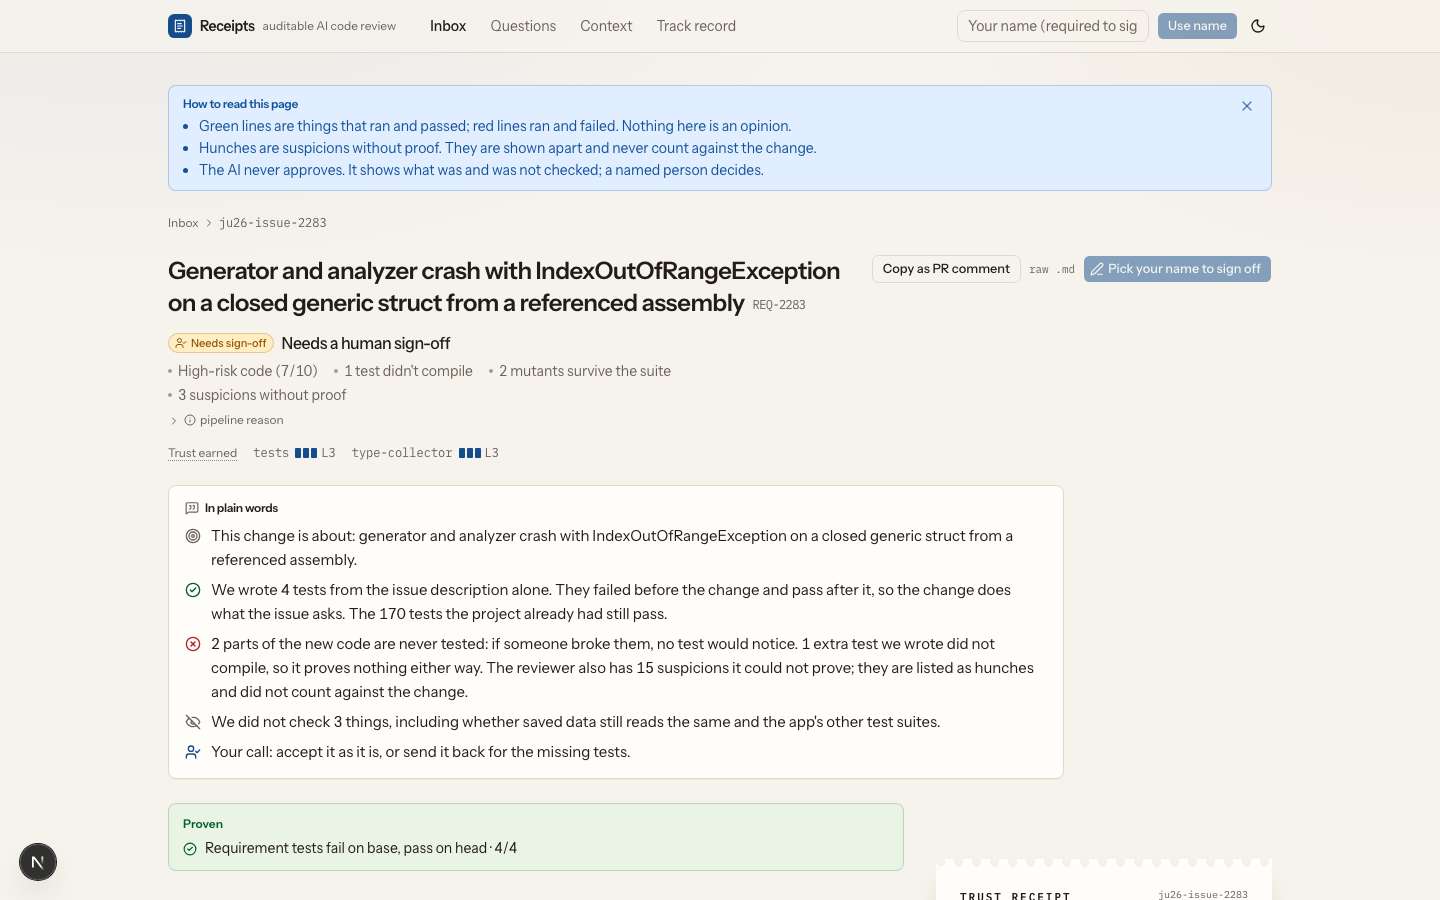 Receipts auditable AI code review Inbox Questions Context Track record Your name (required to sig Use name
How to read this page
Green lines are things that ran and passed; red lines ran and failed. Nothing here is an opinion.
Hunches are suspicions without proof. They are shown apart and never count against the change.
The AI never approves. It shows what was and was not checked; a named person decides.
Inbox > ju26-issue-2283
Generator and analyzer crash with IndexOutOfRangeException
on a closed generic struct from a referenced assembly REQ-2283
Copy as PR comment raw .md Pick your name to sign off
Needs sign-off Needs a human sign-off
• High-risk code (7/10) • 1 test didn't compile • 2 mutants survive the suite
• 3 suspicions without proof
> pipeline reason
Trust earned tests L3 type-collector L3
In plain words
This change is about: generator and analyzer crash with IndexOutOfRangeException on a closed generic struct from a
referenced assembly.
We wrote 4 tests from the issue description alone. They failed before the change and pass after it, so the change does
what the issue asks. The 170 tests the project already had still pass.
2 parts of the new code are never tested: if someone broke them, no test would notice. 1 extra test we wrote did not
compile, so it proves nothing either way. The reviewer also has 15 suspicions it could not prove; they are listed as hunches
and did not count against the change.
We did not check 3 things, including whether saved data still reads the same and the app's other test suites.
Your call: accept it as it is, or send it back for the missing tests.
Proven
Requirement tests fail on base, pass on head · 4/4
N
TRUST RECEIPT ju26-issue-2283